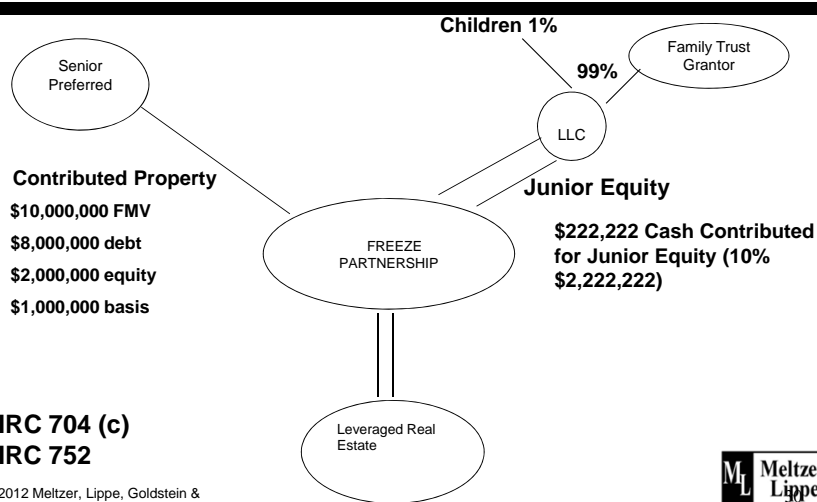 Children 1%
Senior
Preferred
99%
Family Trust
Grantor
LLC
Contributed Property
$10,000,000 FMV
$8,000,000 debt
$2,000,000 equity
$1,000,000 basis
Junior Equity
$222,222 Cash Contributed
for Junior Equity (10%
$2,222,222)
FREEZE
PARTNERSHIP
Leveraged Real
Estate
IRC 704 (c)
IRC 752
2012 Meltzer, Lippe, Goldstein &
ML
Meltze
Lippe